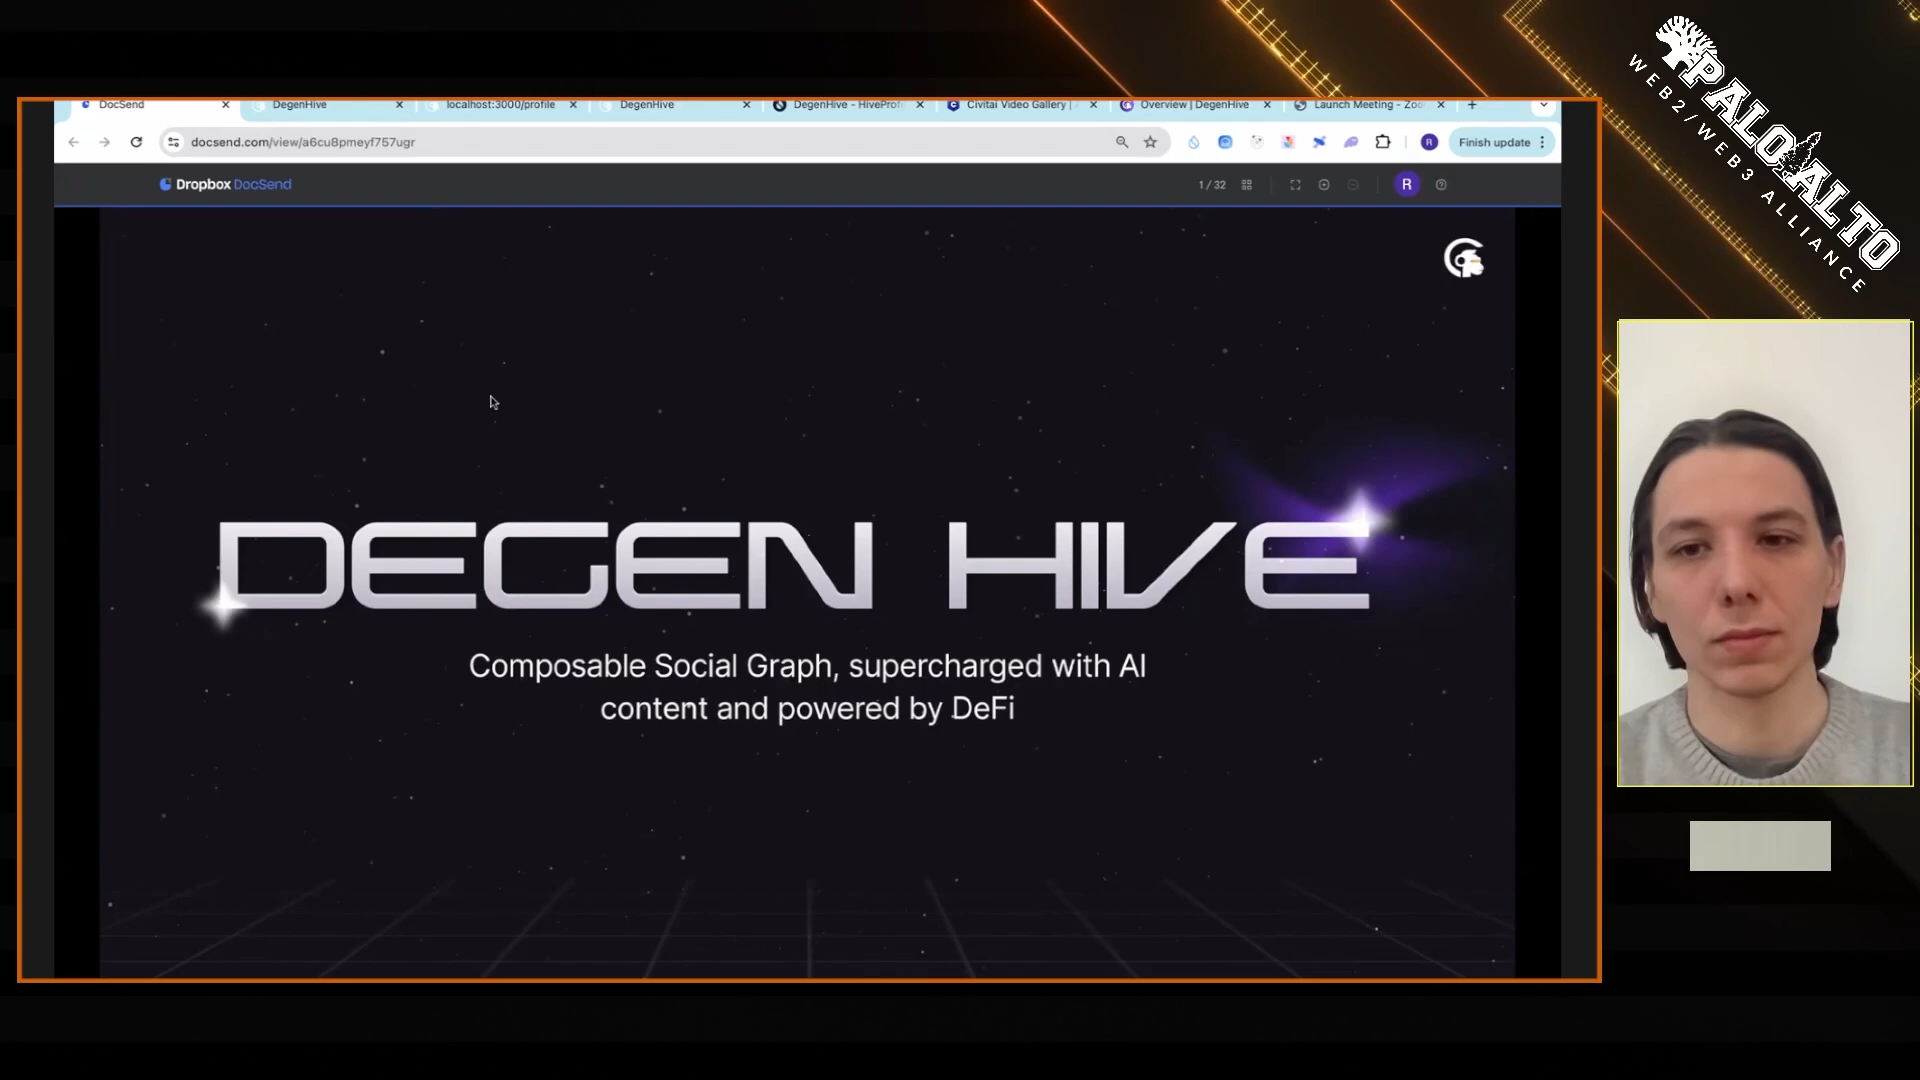 DocSend
DegenHive
localhost:3000/profile
DegenHive
DegenHive - HiveProfi
Civitai Video Gallery |
Overview | DegenHive
Launch Meeting - Zoo
docsend.com/view/a6cu8pmeyf757ugr
Finish update
Dropbox DocSend
1 / 32
R
DEGEN HIVE
Composable Social Graph, supercharged with AI
content and powered by DeFi
PALO ALTO
WEB2/WEB3 ALLIANCE